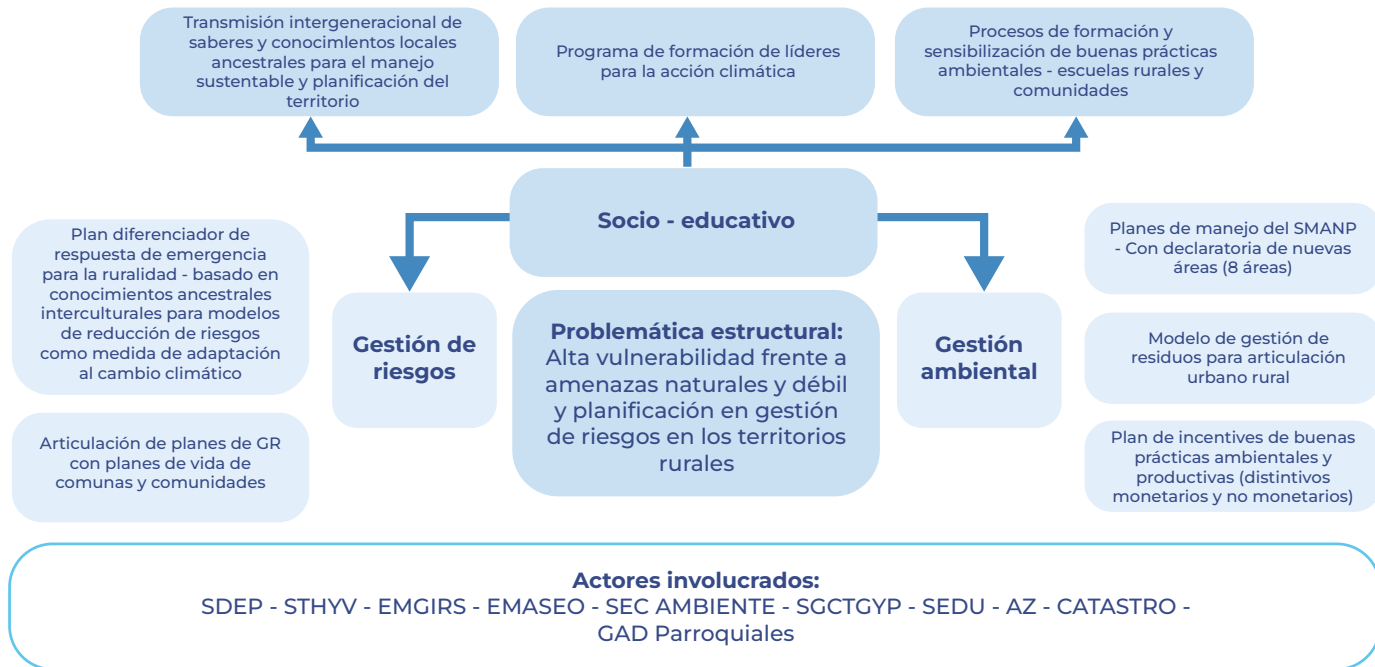 Transmisión intergeneracional de
saberes y conocimlentos locales
ancestrales para el manejo
sustentable y planificación del
territorio
Programa de formación de líderes
para la acción climática
Procesos de formación y
sensibilización de buenas prácticas
ambientales - escuelas rurales y
comunidades
Socio - educativo
Plan diferenciador de
respuesta de emergencia
para la ruralidad - basado en
conocimientos ancestrales
interculturales para modelos
de reducción de riesgos
como medida de adaptación
al cambio climático
Articulación de planes de GR
con planes de vida de
comunas y comunidades
Gestión de
riesgos
Problemática estructural:
Alta vulnerabilidad frente a
amenazas naturales y débil
y planificación en gestión
de riesgos en los territorios
rurales
Gestión
ambiental
Planes de manejo del SMANP
- Con declaratoria de nuevas
áreas (8 áreas)
Modelo de gestión de
residuos para articulación
urbano rural
Plan de incentives de buenas
prácticas ambientales y
productivas (distintivos
monetarios y no monetarios)
Actores involucrados:
SDEP - STHYV - EMGIRS - EMASEO - SEC AMBIENTE - SGCTGYP - SEDU - AZ - CATASTRO -
GAD Parroquiales